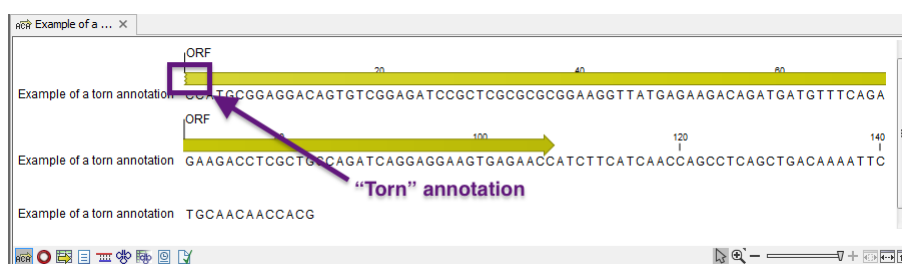 Example of a ...
ORF
20 40 60
Example of a torn annotation CCATGCGGAGGACAGTGTCGGAGATCCGCTCGCGCGCGGAAGGTTATGAGAAGACAGATGATGTTTCAGA
ORF
100 120 140
Example of a torn annotation GAAGACCTCGCTGCCAGATCAGGAGGAAGTGAGAACCATCTTCATCAACCAGCCTCAGCTGACAAAATTC
“Torn” annotation
Example of a torn annotation TGCAACAACCACG